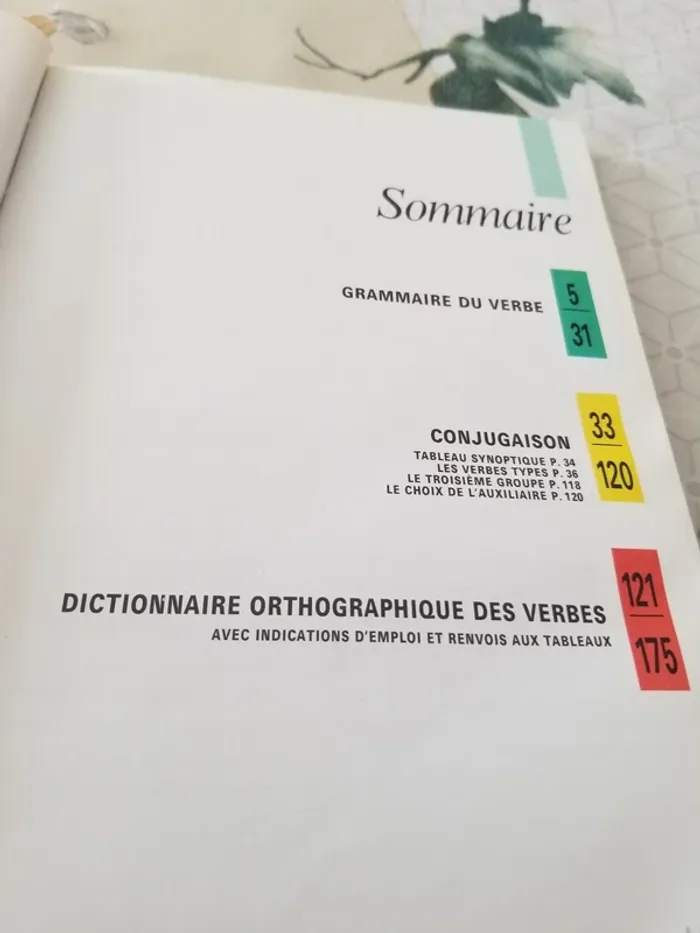 Sommaire
GRAMMAIRE DU VERBE
5
31
CONJUGAISON
TABLEAU SYNOPTIQUE P. 34
LES VERBES TYPES P. 36
LE TROISIÈME GROUPE P. 118
LE CHOIX DE L'AUXILIAIRE P. 120
33
120
DICTIONNAIRE ORTHOGRAPHIQUE DES VERBES
AVEC INDICATIONS D'EMPLOI ET RENVOIS AUX TABLEAUX
121
175